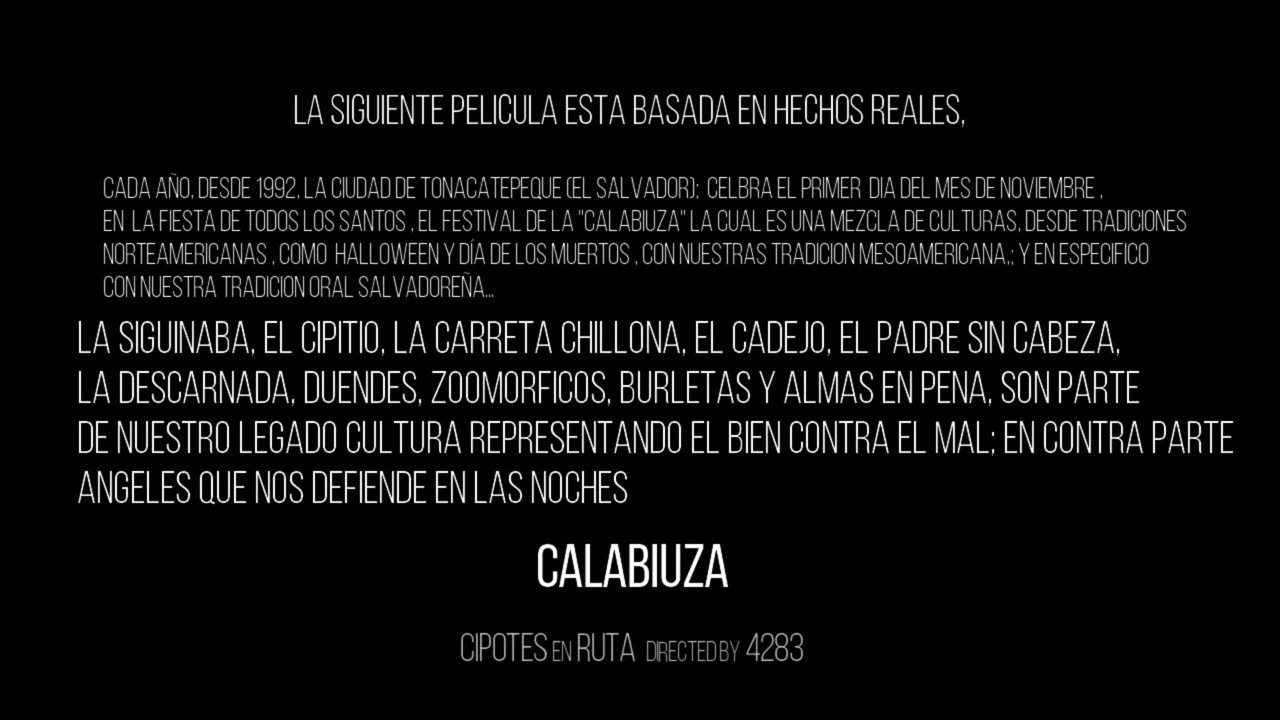 LA SIGUIENTE PELICULA ESTA BASADA EN HECHOS REALES,
CADA AÑO, DESDE 1992, LA CIUDAD DE TONACATEPEQUE (EL SALVADOR); CELBRA EL PRIMER DIA DEL MES DE NOVIEMBRE ,
EN LA FIESTA DE TODOS LOS SANTOS , EL FESTIVAL DE LA "CALABIUZA" LA CUAL ES UNA MEZCLA DE CULTURAS, DESDE TRADICIONES
NORTEAMERICANAS , COMO HALLOWEEN Y DÍA DE LOS MUERTOS , CON NUESTRAS TRADICION MESOAMERICANA,; Y EN ESPECIFICO
CON NUESTRA TRADICION ORAL SALVADOREÑA...
LA SIGUINABA, EL CIPITIO, LA CARRETA CHILLONA, EL CADEJO, EL PADRE SIN CABEZA,
LA DESCARNADA, DUENDES, ZOOMORFICOS, BURLETAS Y ALMAS EN PENA, SON PARTE
DE NUESTRO LEGADO CULTURA REPRESENTANDO EL BIEN CONTRA EL MAL; EN CONTRA PARTE
ANGELES QUE NOS DEFIENDE EN LAS NOCHES
CALABIUZA
CIPOTES EN RUTA DIRECTED BY 4283